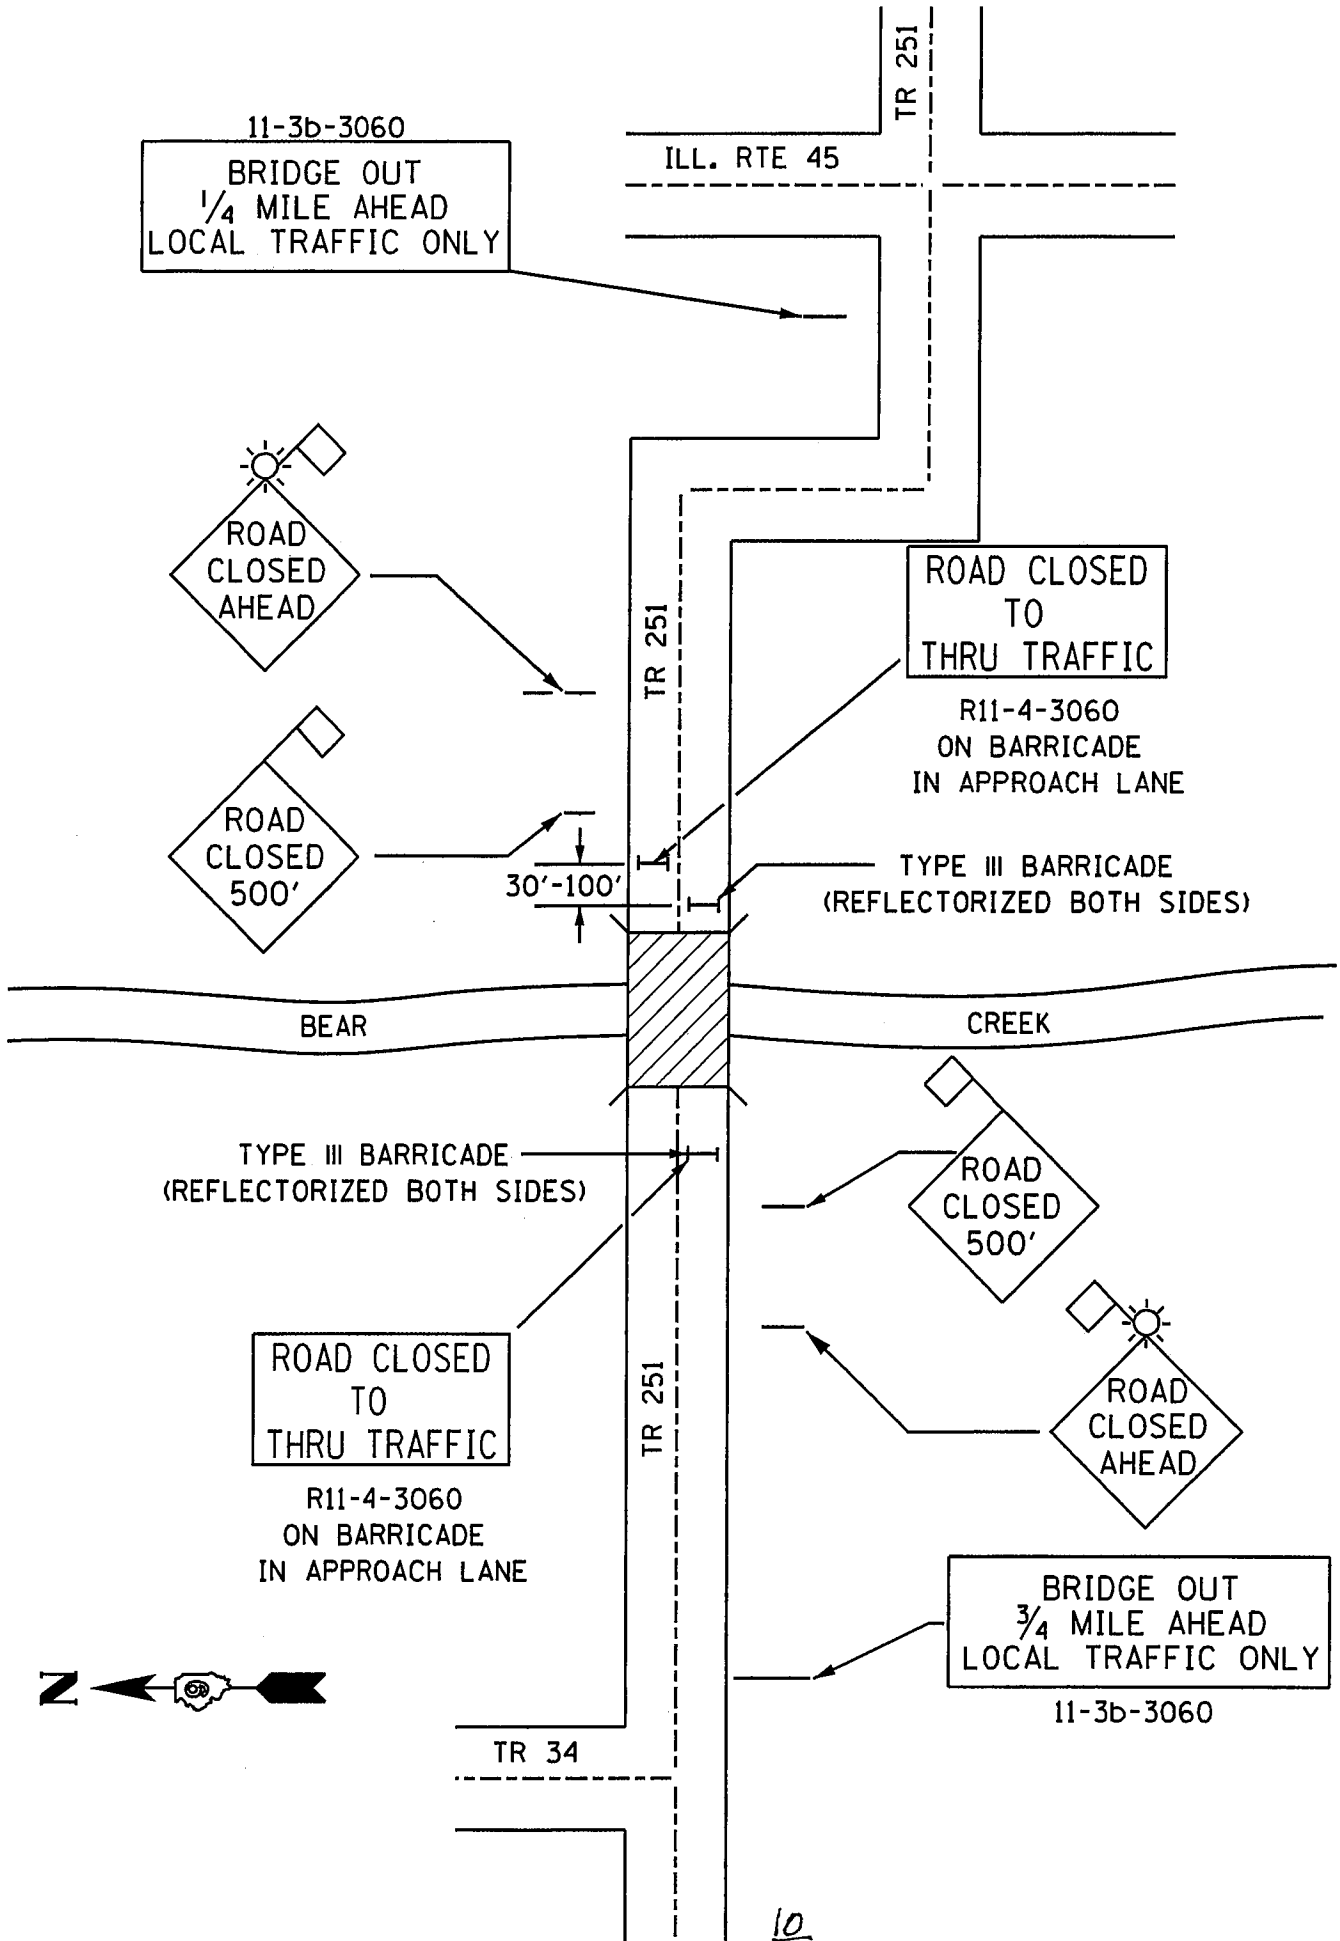 TR 251
11-3b-3060
BRIDGE OUT
1/4 MILE AHEAD
LOCAL TRAFFIC ONLY
ILL. RTE 45
ROAD
CLOSED
AHEAD
ROAD CLOSED
TO
THRU TRAFFIC
R11-4-3060
ON BARRICADE
IN APPROACH LANE
TR 251
ROAD
CLOSED
500'
30'-100'
TYPE III BARRICADE
(REFLECTORIZED BOTH SIDES)
BEAR
CREEK
TYPE III BARRICADE
(REFLECTORIZED BOTH SIDES)
ROAD
CLOSED
500'
ROAD CLOSED
TO
THRU TRAFFIC
R11-4-3060
ON BARRICADE
IN APPROACH LANE
TR 251
ROAD
CLOSED
AHEAD
BRIDGE OUT
3/4 MILE AHEAD
LOCAL TRAFFIC ONLY
11-3b-3060
N
TR 34
10